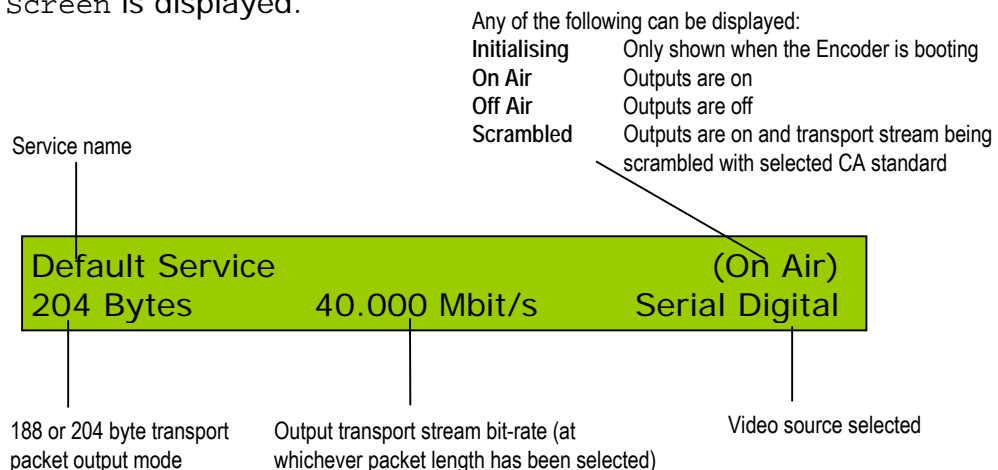 Screen is displayed.
Any of the following can be displayed:
Initialising Only shown when the Encoder is booting
On Air Outputs are on
Off Air Outputs are off
Scrambled Outputs are on and transport stream being
scrambled with selected CA standard
Service name
Default Service (On Air)
204 Bytes 40.000 Mbit/s Serial Digital
188 or 204 byte transport
packet output mode
Output transport stream bit-rate (at
whichever packet length has been selected)
Video source selected